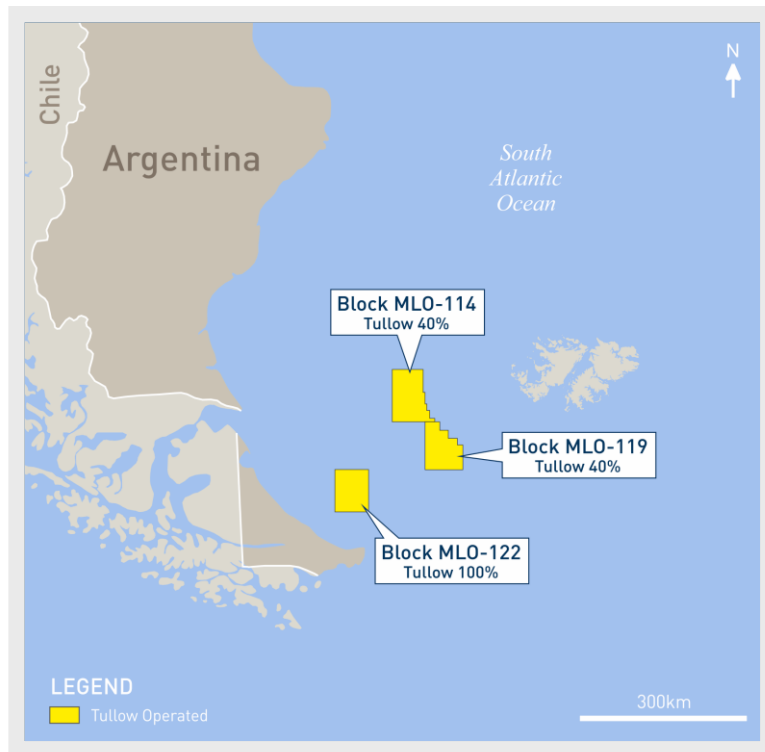 Chile
Argentina
N
South
Atlantic
Ocean
Block MLO-114
Tullow 40%
Block MLO-119
Tullow 40%
Block MLO-122
Tullow 100%
LEGEND
Tullow Operated
300km